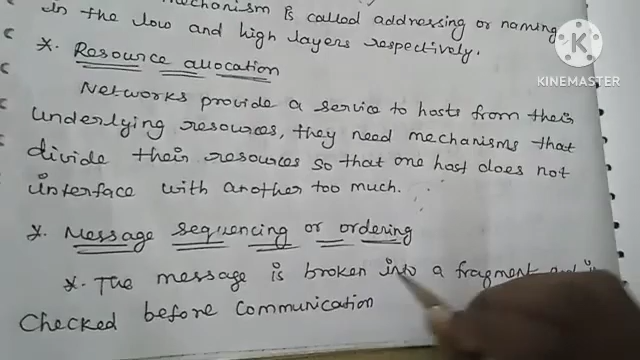 mechanism is called addressing or naming
in the low and high layers respectively.
*. Resource allocation
Networks provide a service to hosts from their
underlying resources, they need mechanisms that
divide their resources so that one host does not
interface with another too much.
*. Message sequencing or ordering
*. The message is broken into a fragment and
Checked before communication
KINEMASTER